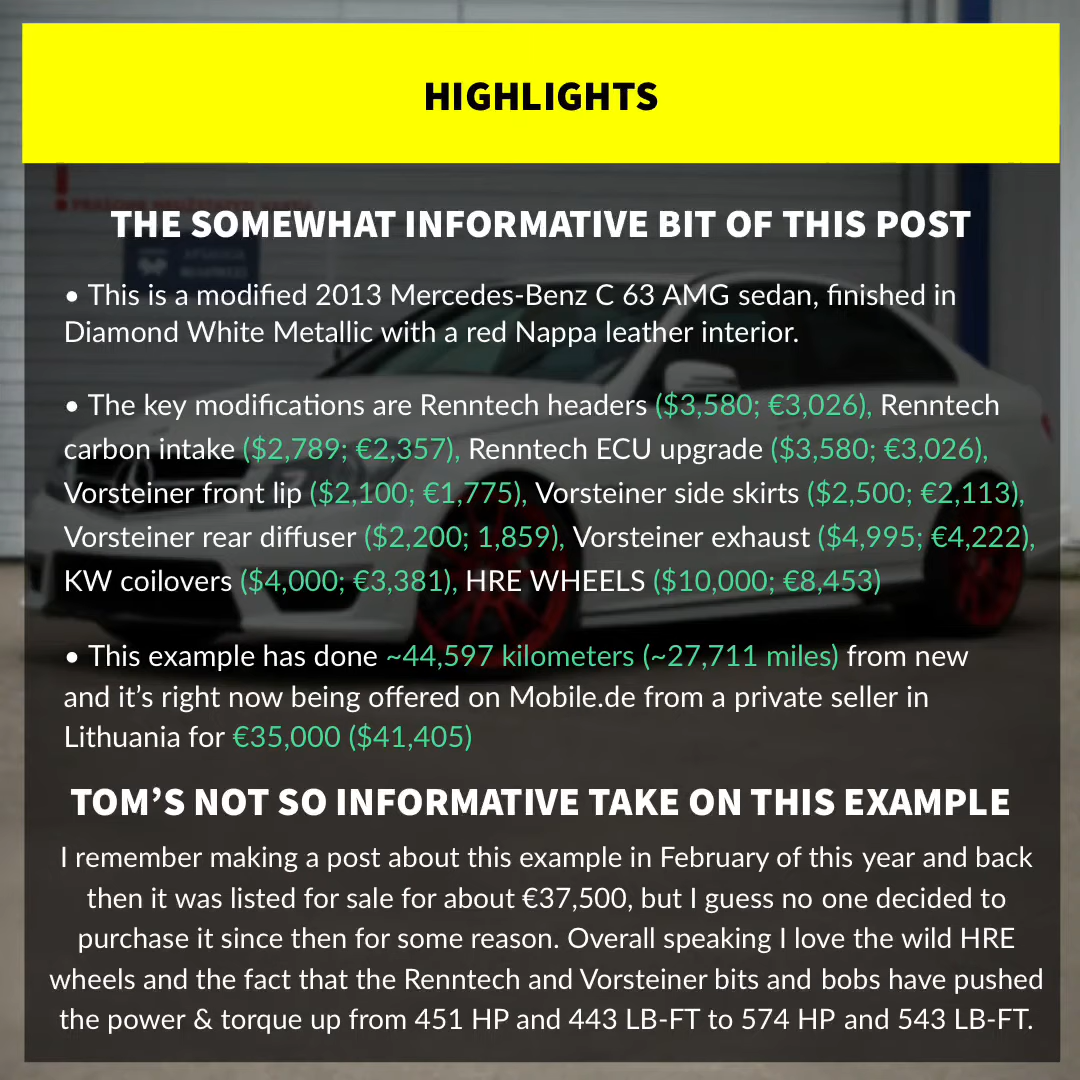 HIGHLIGHTS
THE SOMEWHAT INFORMATIVE BIT OF THIS POST
• This is a modified 2013 Mercedes-Benz C 63 AMG sedan, finished in
Diamond White Metallic with a red Nappa leather interior.
• The key modifications are Renntech headers ($3,580; €3,026), Renntech
carbon intake ($2,789; €2,357), Renntech ECU upgrade ($3,580; €3,026),
Vorsteiner front lip ($2,100; €1,775), Vorsteiner side skirts ($2,500; €2,113),
Vorsteiner rear diffuser ($2,200; 1,859), Vorsteiner exhaust ($4,995; €4,222),
KW coilovers ($4,000; €3,381), HRE WHEELS ($10,000; €8,453)
• This example has done ~44,597 kilometers (~27,711 miles) from new
and it’s right now being offered on Mobile.de from a private seller in
Lithuania for €35,000 ($41,405)
TOM’S NOT SO INFORMATIVE TAKE ON THIS EXAMPLE
I remember making a post about this example in February of this year and back
then it was listed for sale for about €37,500, but I guess no one decided to
purchase it since then for some reason. Overall speaking I love the wild HRE
wheels and the fact that the Renntech and Vorsteiner bits and bobs have pushed
the power & torque up from 451 HP and 443 LB-FT to 574 HP and 543 LB-FT.